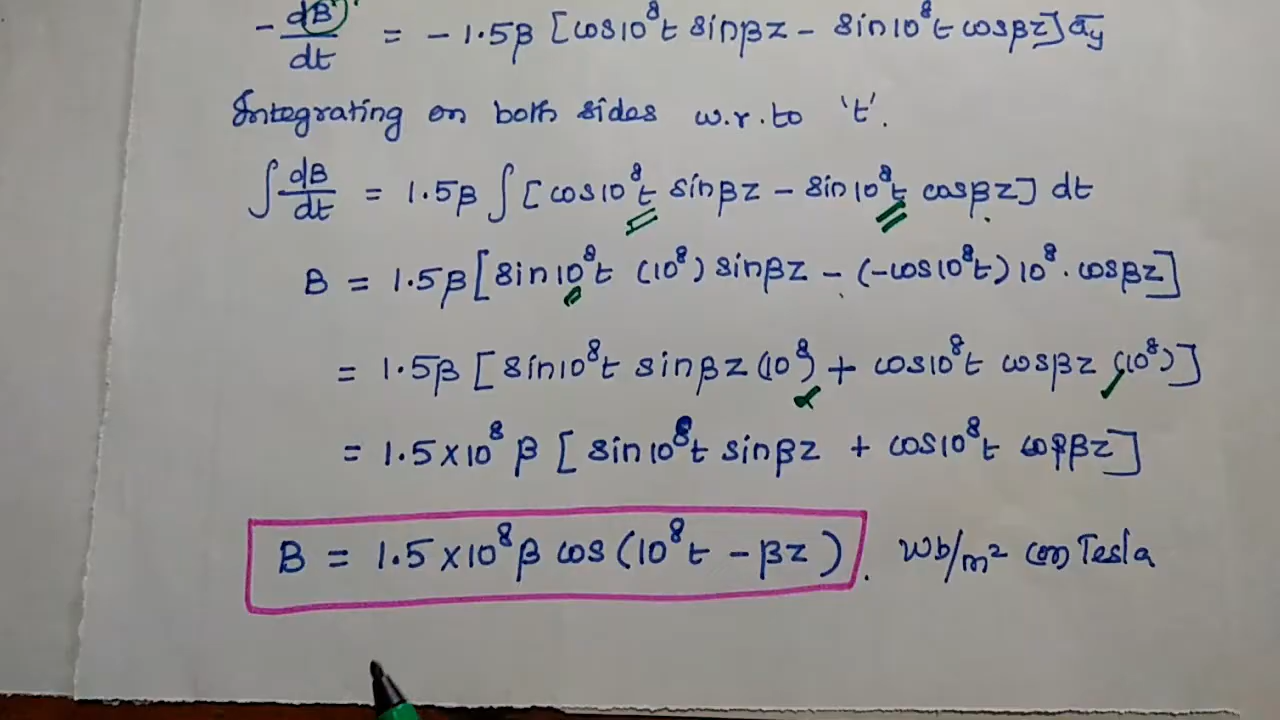 - dB/dt = - 1.5β [cos10⁸t sinβz - sin10⁸t cosβz] a̅y
Integrating on both sides w.r.to 't'.
∫ dB/dt = 1.5β ∫ [cos10⁸t sinβz - sin10⁸t cosβz] dt
B = 1.5β [sin10⁸t (10⁸) sinβz - (-cos10⁸t) 10⁸ . cosβz]
= 1.5β [sin10⁸t sinβz (10⁸) + cos10⁸t cosβz (10⁸)]
= 1.5×10⁸ β [sin10⁸t sinβz + cos10⁸t cosβz]
B = 1.5×10⁸ β cos(10⁸t - βz). Wb/m² (or) Tesla